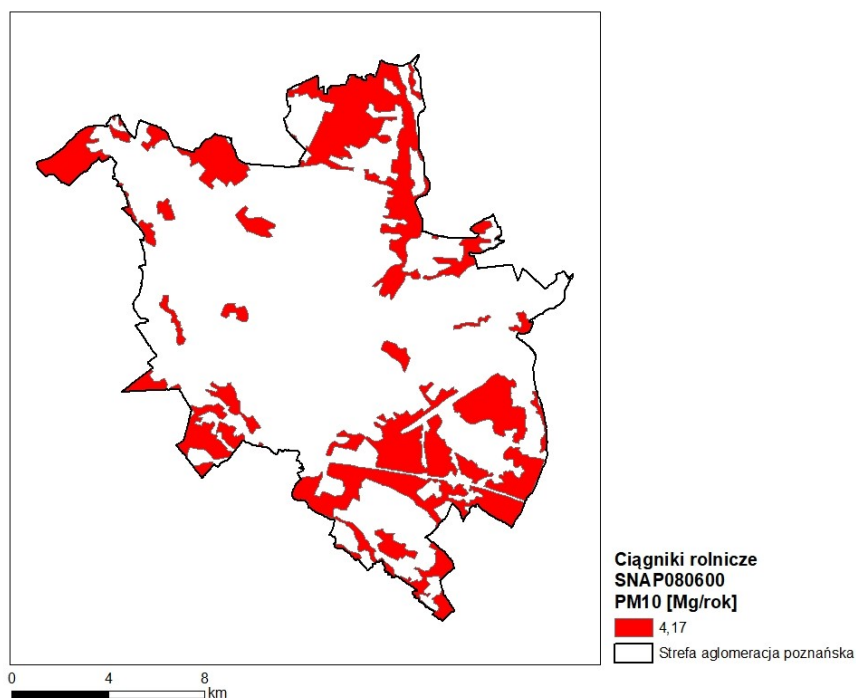 Ciągniki rolnicze
SNAP080600
PM10 [Mg/rok]
4,17
Strefa aglomeracja poznańska
0 4 8
km